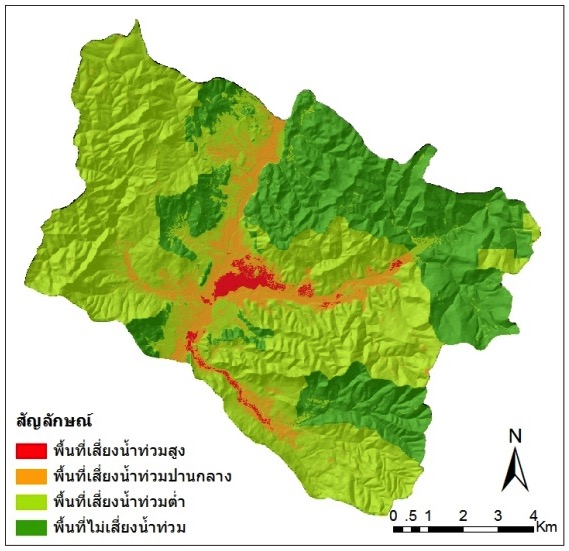 สัญลักษณ์
พื้นที่เสี่ยงน้ำท่วมสูง
พื้นที่เสี่ยงน้ำท่วมปานกลาง
พื้นที่เสี่ยงน้ำท่วมต่ำ
พื้นที่ไม่เสี่ยงน้ำท่วม
N
0 .5 1 2 3 4
Km